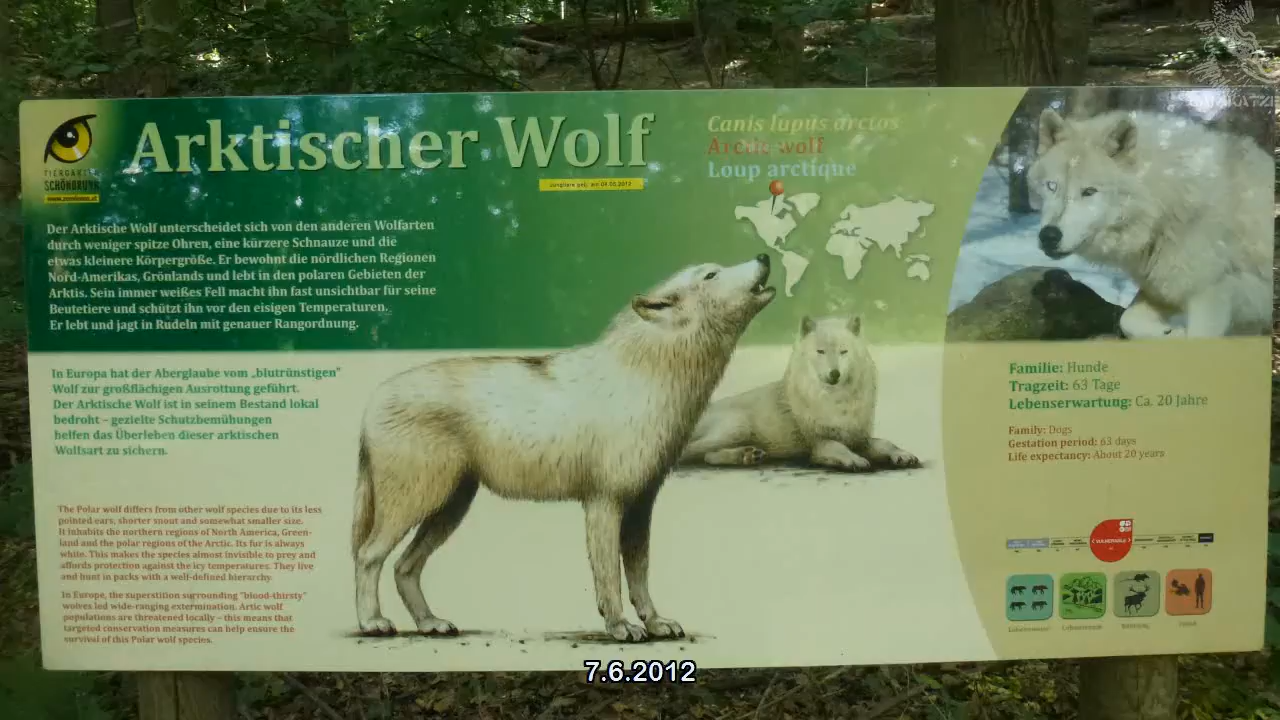 TIERGARTEN
SCHÖNBRUNN
Arktischer Wolf
Jungtiere geb. am 04.05.2012
Canis lupus arctos
Arctic wolf
Loup arctique
Der Arktische Wolf unterscheidet sich von den anderen Wolfarten
durch weniger spitze Ohren, eine kürzere Schnauze und die
etwas kleinere Körpergröße. Er bewohnt die nördlichen Regionen
Nord-Amerikas, Grönlands und lebt in den polaren Gebieten der
Arktis. Sein immer weißes Fell macht ihn fast unsichtbar für seine
Beutetiere und schützt ihn vor den eisigen Temperaturen.
Er lebt und jagt in Rudeln mit genauer Rangordnung.
In Europa hat der Aberglaube vom „blutrünstigen"
Wolf zur großflächigen Ausrottung geführt.
Der Arktische Wolf ist in seinem Bestand lokal
bedroht – gezielte Schutzbemühungen
helfen das Überleben dieser arktischen
Wolfsart zu sichern.
The Polar wolf differs from other wolf species due to its less
pointed ears, shorter snout and somewhat smaller size.
It inhabits the northern regions of North America, Green-
land and the polar regions of the Arctic. Its fur is always
white. This makes the species almost invisible to prey and
affords protection against the icy temperatures. They live
and hunt in packs with a well-defined hierarchy.
In Europe, the superstition surrounding "blood-thirsty"
wolves led wide-ranging extermination. Artic wolf
populations are threatened locally – this means that
targeted conservation measures can help ensure the
survival of this Polar wolf species.
Familie: Hunde
Tragzeit: 63 Tage
Lebenserwartung: Ca. 20 Jahre
Family: Dogs
Gestation period: 63 days
Life expectancy: About 20 years
VULNERABLE
7.6.2012